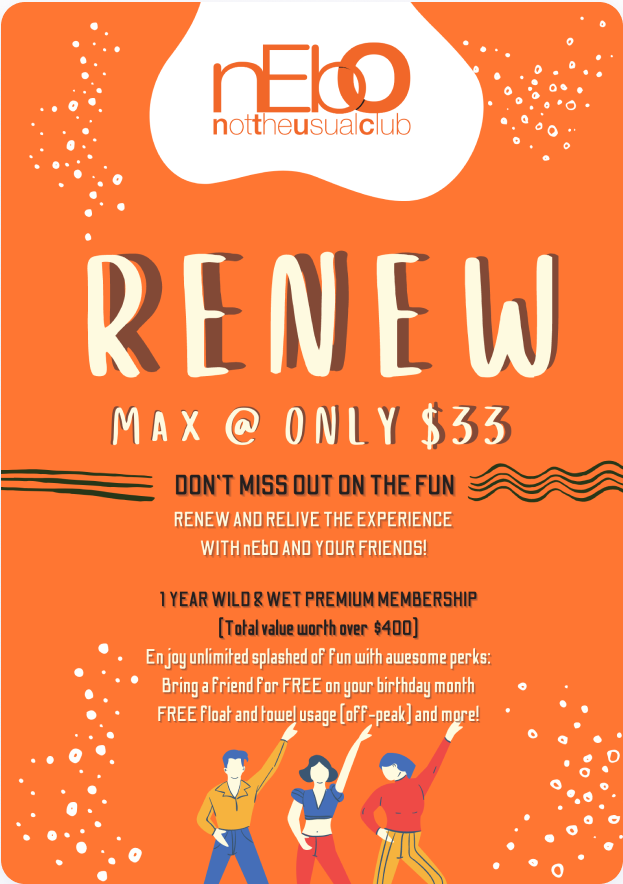 nEbO
nottheusualclub
RENEW
MAX @ ONLY $33
DON'T MISS OUT ON THE FUN
RENEW AND RELIVE THE EXPERIENCE
WITH nEbO AND YOUR FRIENDS!
1 YEAR WILD & WET PREMIUM MEMBERSHIP
(Total value worth over $400)
Enjoy unlimited splashed of fun with awesome perks:
Bring a friend for FREE on your birthday month
FREE float and towel usage (off-peak) and more!